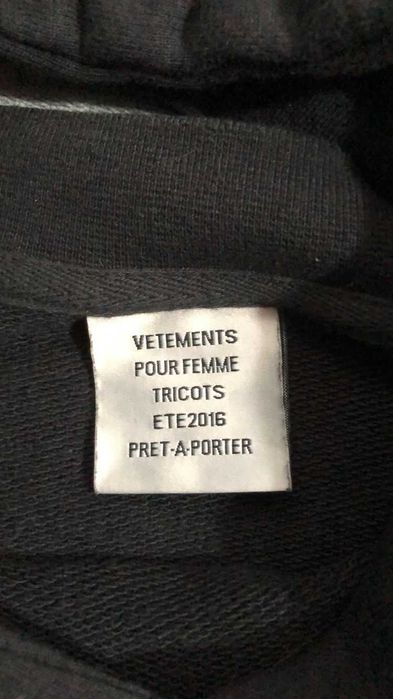 VETEMENTS
POUR FEMME
TRICOTS
ETE2016
PRET-A-PORTER